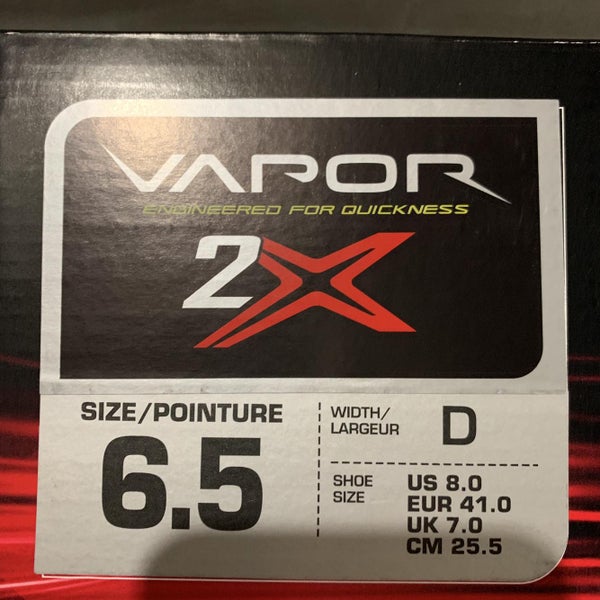 VAPOR
ENGINEERED FOR QUICKNESS
2X
SIZE/POINTURE
6.5
WIDTH/
LARGEUR
D
SHOE
SIZE
US 8.0
EUR 41.0
UK 7.0
CM 25.5